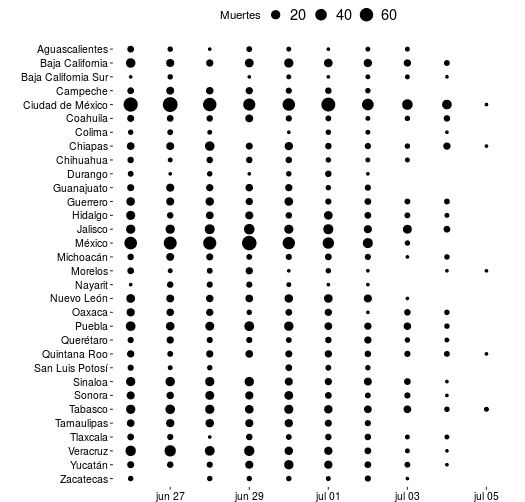 Muertes 20 40 60
Aguascalientes
Baja California
Baja California Sur
Campeche
Ciudad de México
Coahuila
Colima
Chiapas
Chihuahua
Durango
Guanajuato
Guerrero
Hidalgo
Jalisco
México
Michoacán
Morelos
Nayarit
Nuevo León
Oaxaca
Puebla
Querétaro
Quintana Roo
San Luis Potosí
Sinaloa
Sonora
Tabasco
Tamaulipas
Tlaxcala
Veracruz
Yucatán
Zacatecas
jun 27 jun 29 jul 01 jul 03 jul 05